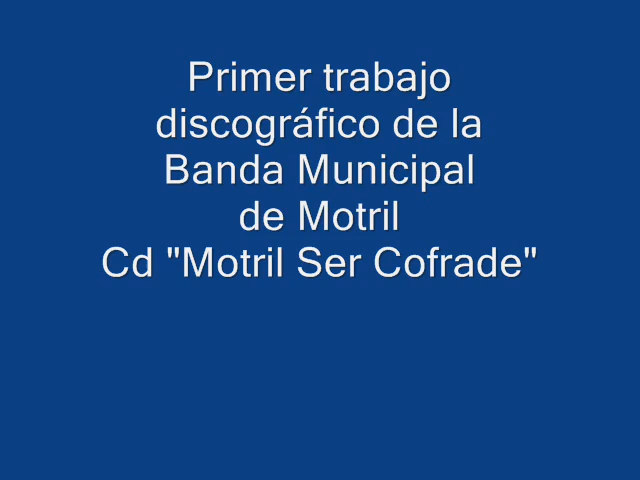 Primer trabajo
discográfico de la
Banda Municipal
de Motril
Cd "Motril Ser Cofrade"